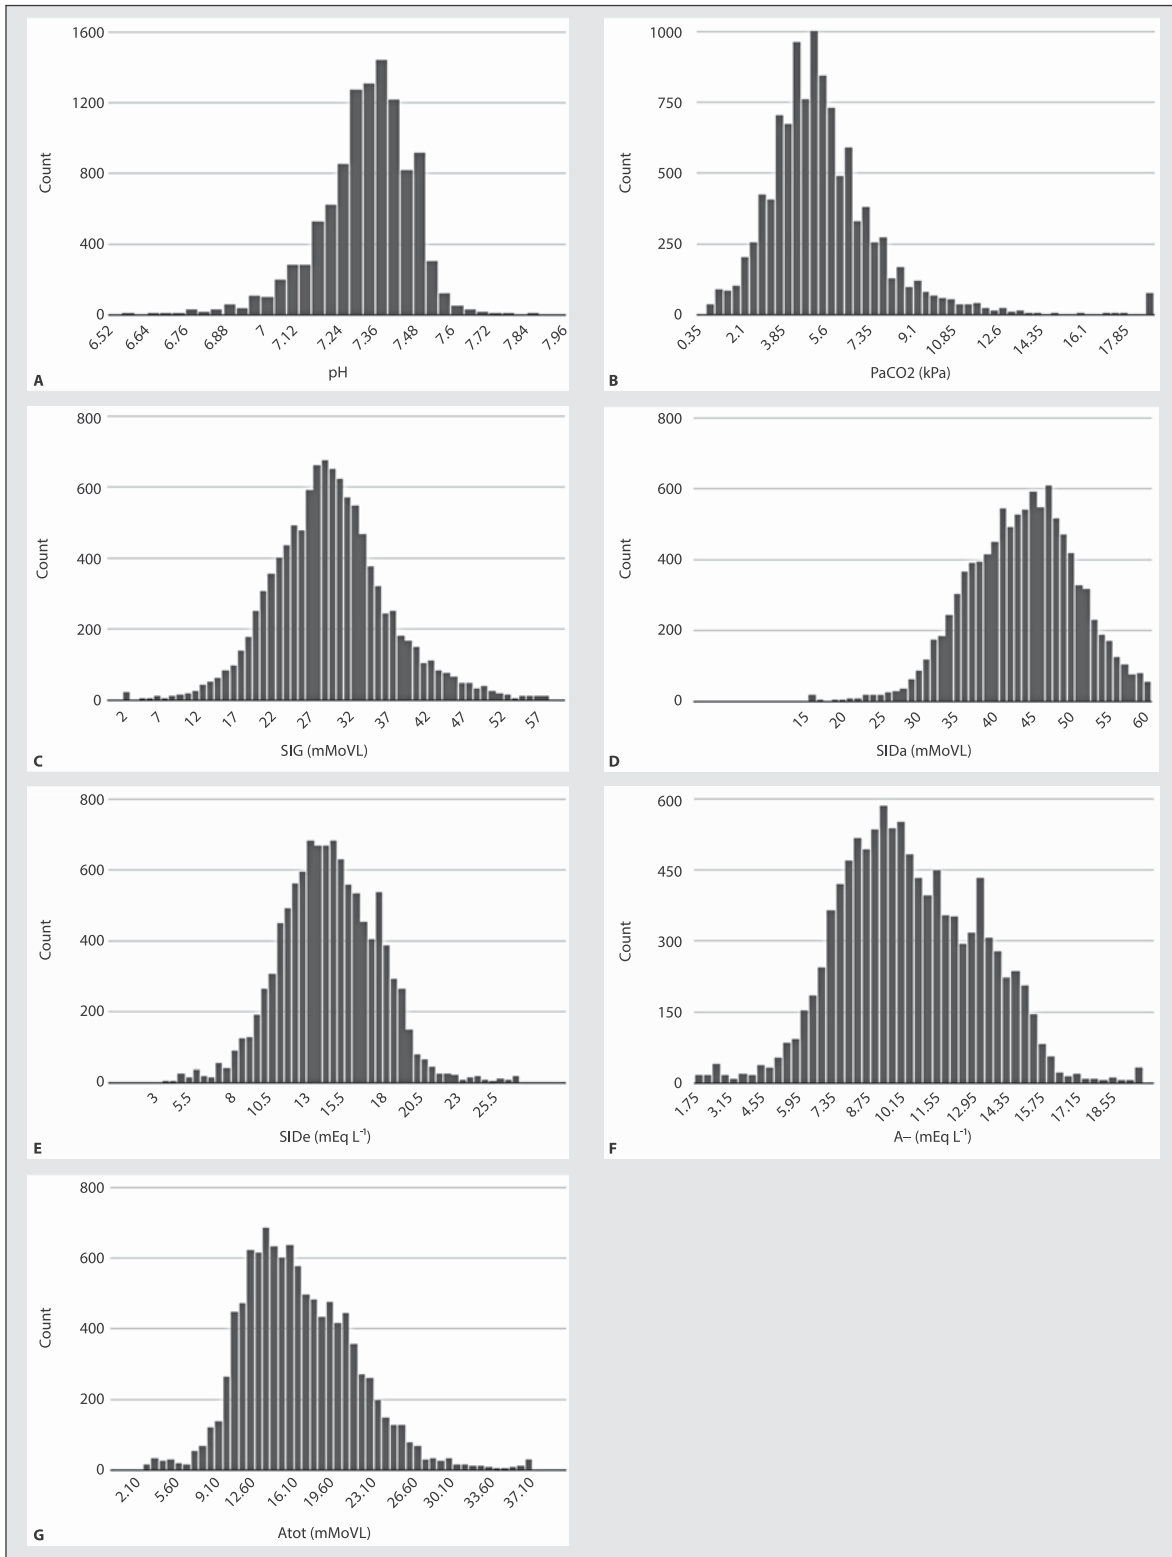 1600
1200
800
400
0
Count
6.52 6.64 6.76 6.88 7 7.12 7.24 7.36 7.48 7.6 7.72 7.84 7.96
pH
A
1000
750
500
250
0
Count
0.35 2.1 3.85 5.6 7.35 9.1 10.85 12.6 14.35 16.1 17.85
PaCO2 (kPa)
B
800
600
400
200
0
Count
2 7 12 17 22 27 32 37 42 47 52 57
SIG (mMoVL)
C
800
600
400
200
0
Count
15 20 25 30 35 40 45 50 55 60
SIDa (mMoVL)
D
800
600
400
200
0
Count
3 5.5 8 10.5 13 15.5 18 20.5 23 25.5
SIDe (mEq L⁻¹)
E
600
450
300
150
0
Count
1.75 3.15 4.55 5.95 7.35 8.75 10.15 11.55 12.95 14.35 15.75 17.15 18.55
A– (mEq L⁻¹)
F
800
600
400
200
0
Count
2.10 5.60 9.10 12.60 16.10 19.60 23.10 26.60 30.10 33.60 37.10
Atot (mMoVL)
G